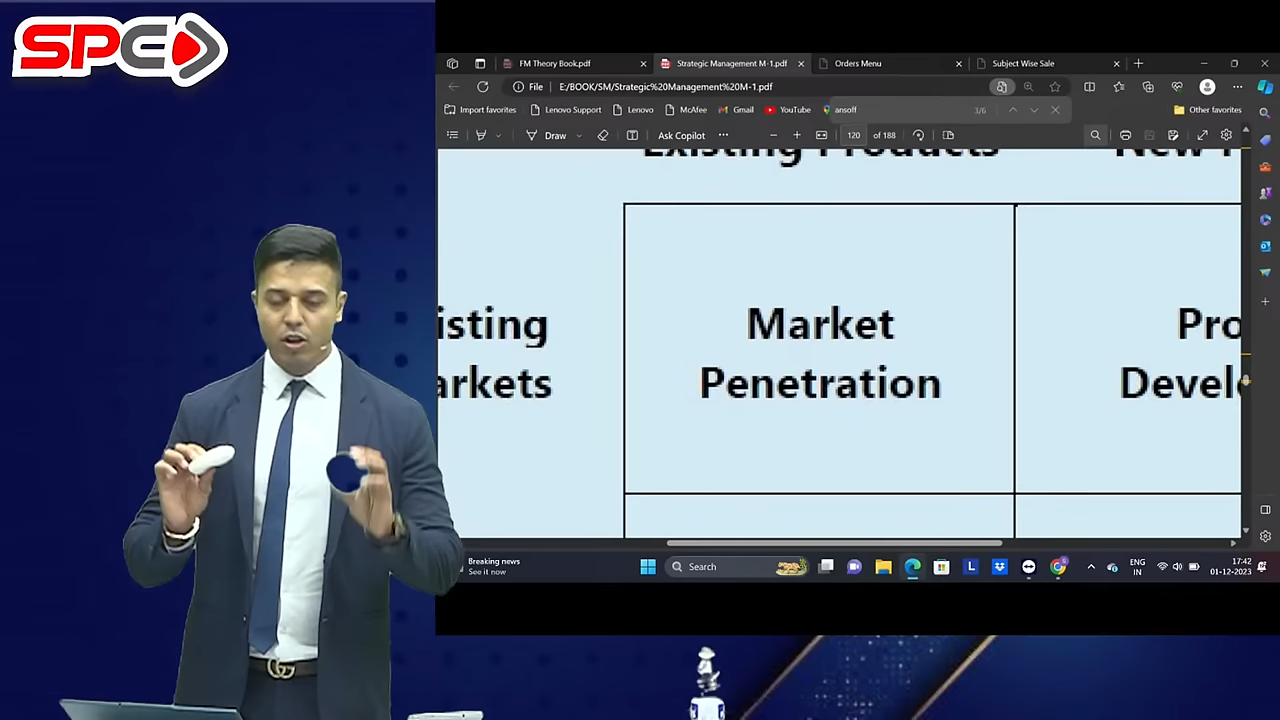 SPC
FM Theory Book.pdf
Strategic Management M-1.pdf
Orders Menu
Subject Wise Sale
File
E:/BOOK/SM/Strategic%20Management%20M-1.pdf
Import favorites
Lenovo Support
Lenovo
McAfee
Gmail
YouTube
ansoff
3/6
Other favorites
Draw
Ask Copilot
120 of 188
Existing Products
New
isting
arkets
Market
Penetration
Pro
Develo
Breaking news
See it now
Search
ENG
IN
17:42
01-12-2023